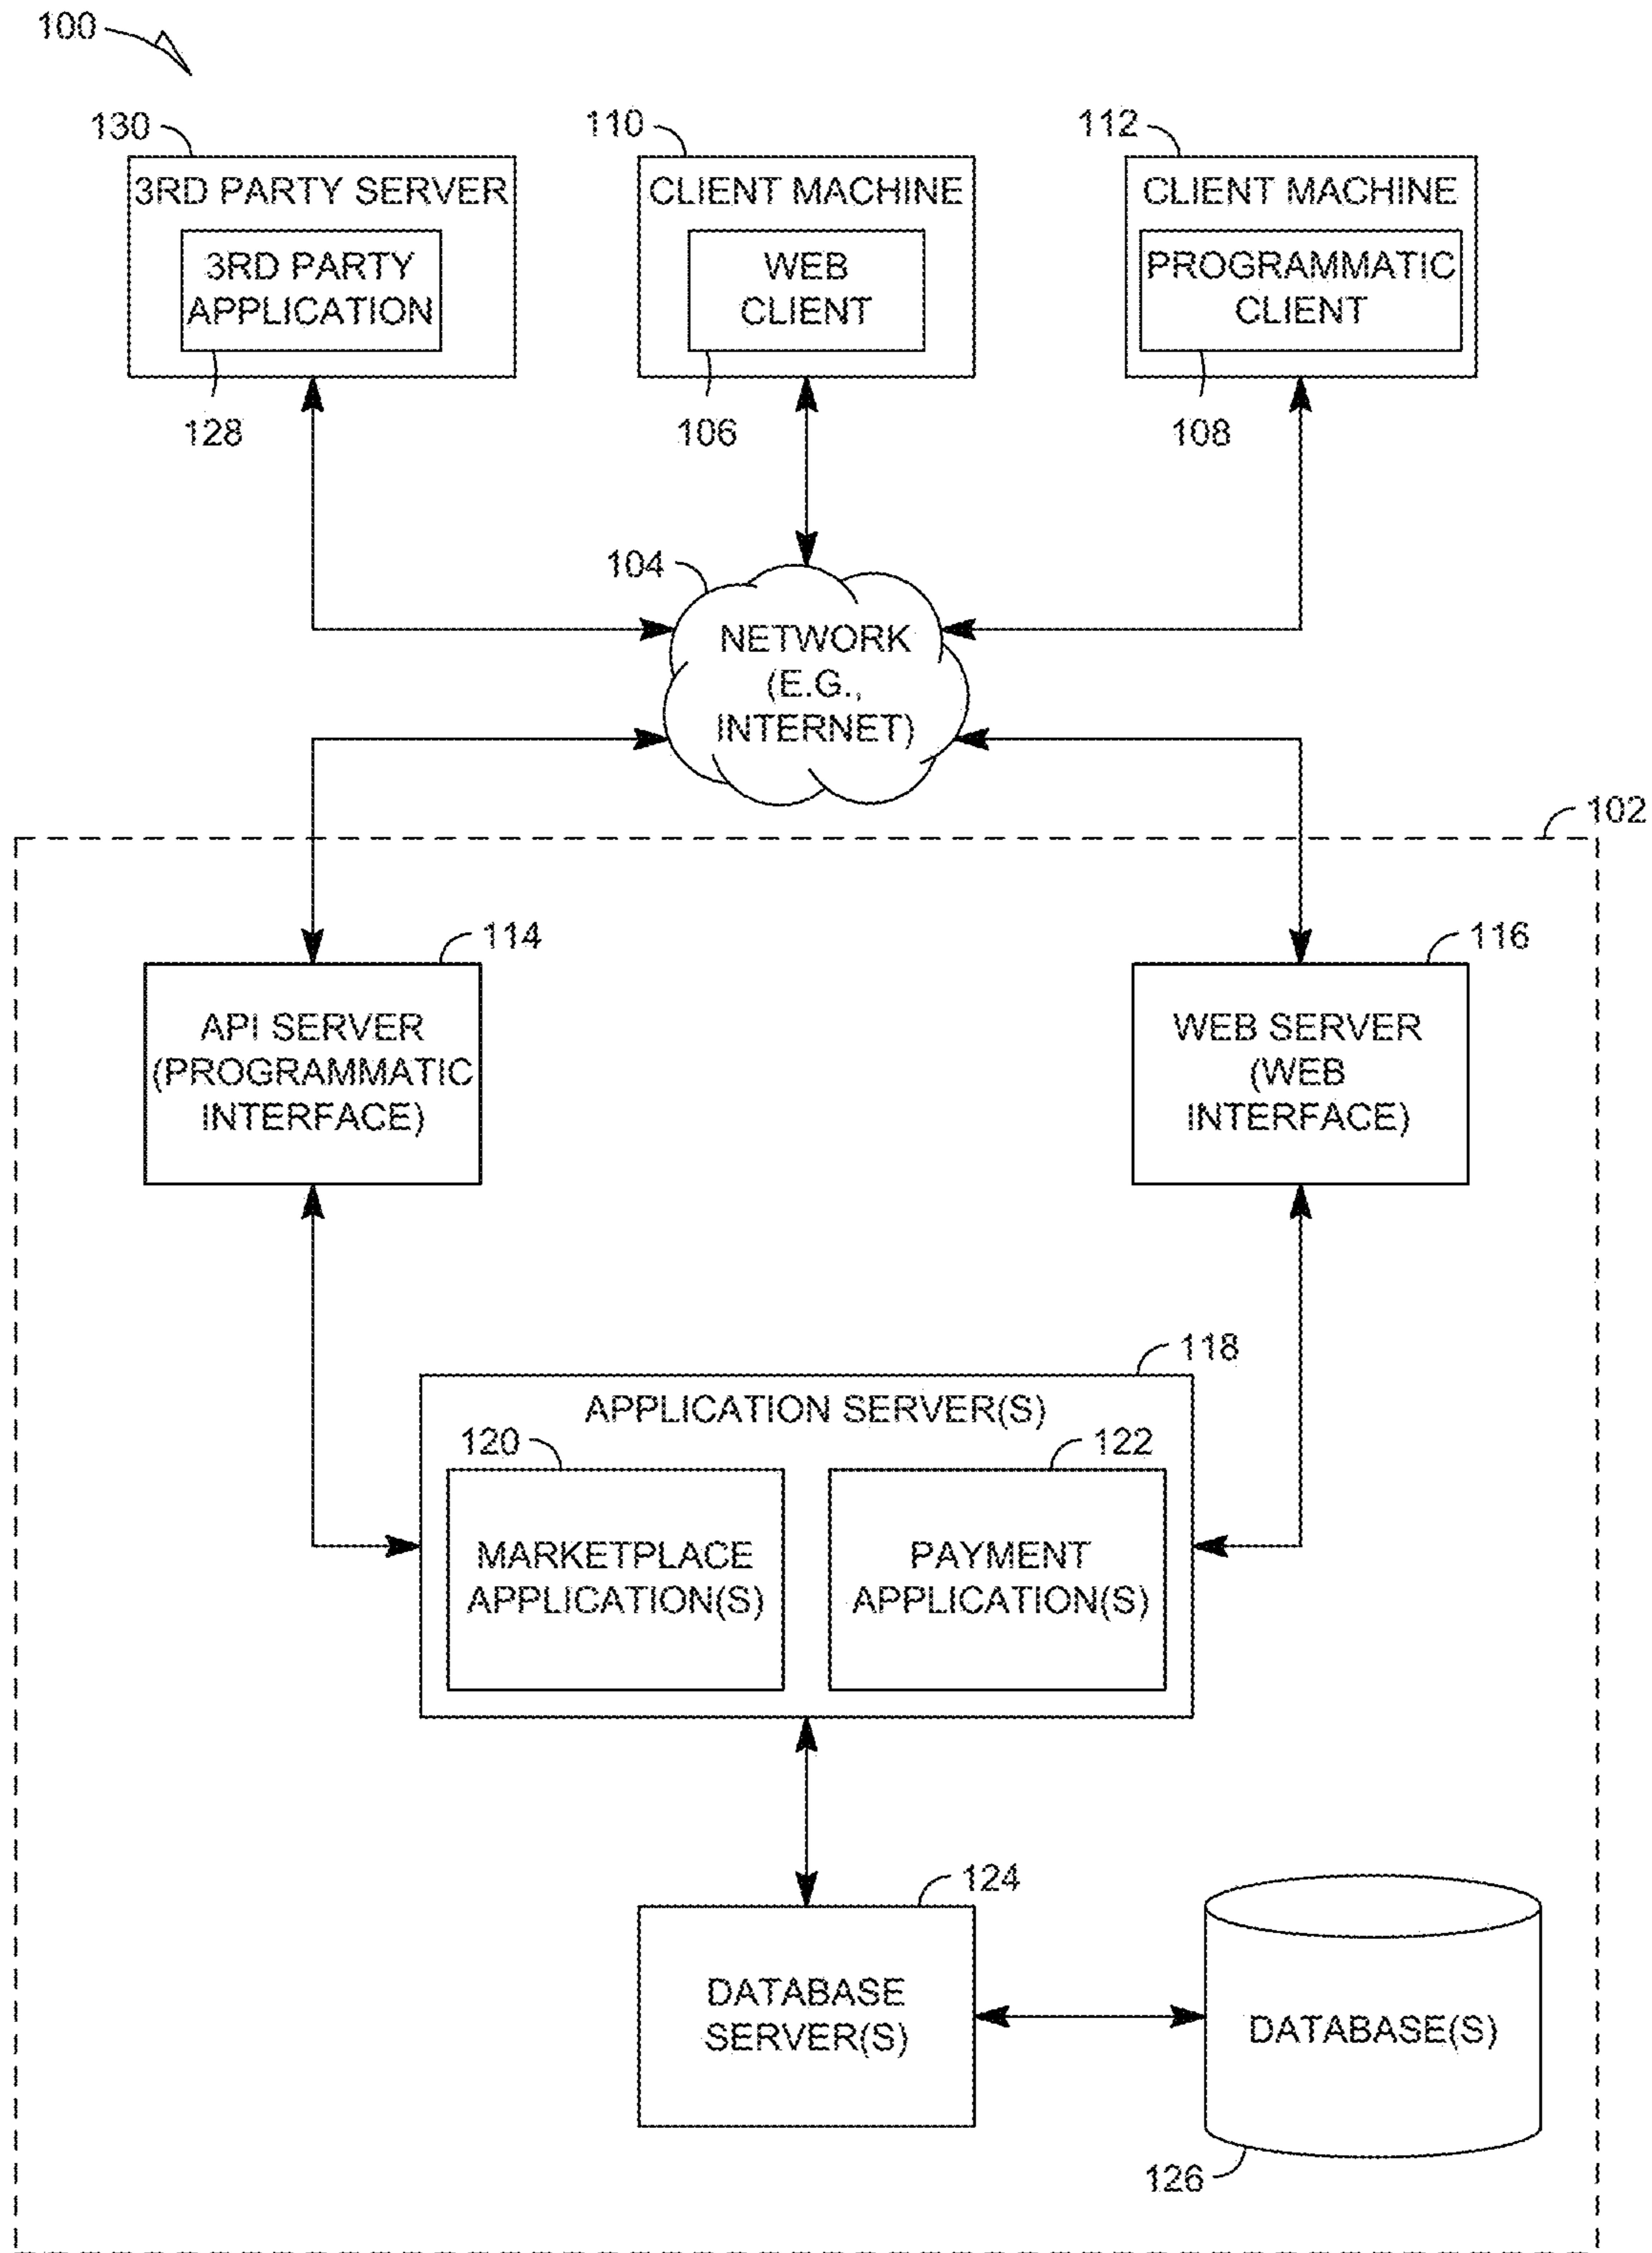 100
130
110
112
3RD PARTY SERVER
CLIENT MACHINE
CLIENT MACHINE
3RD PARTY
APPLICATION
WEB
CLIENT
PROGRAMMATIC
CLIENT
128
106
108
104
NETWORK
(E.G.,
INTERNET)
102
114
116
API SERVER
(PROGRAMMATIC
INTERFACE)
WEB SERVER
(WEB
INTERFACE)
118
APPLICATION SERVER(S)
120
122
MARKETPLACE
APPLICATION(S)
PAYMENT
APPLICATION(S)
124
DATABASE
SERVER(S)
DATABASE(S)
126